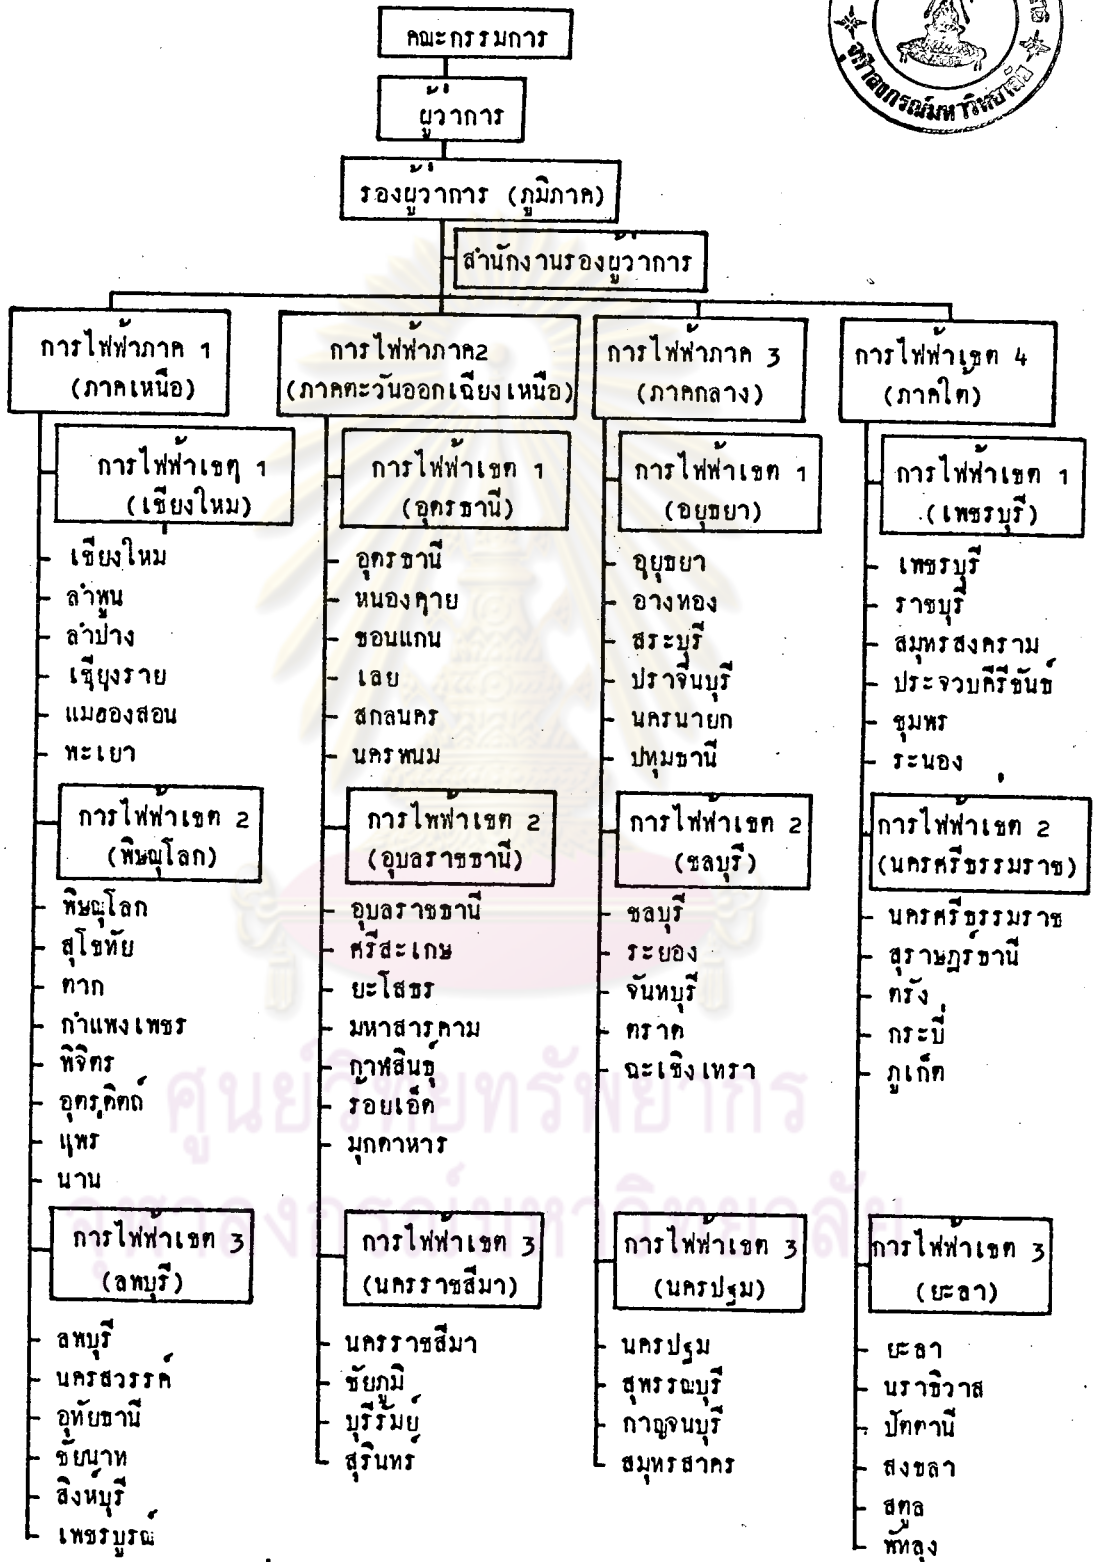 คณะกรรมการ
ผู้ว่าการ
รองผู้ว่าการ (ภูมิภาค)
สำนักงานรองผู้ว่าการ
จุฬาลงกรณ์มหาวิทยาลัย
การไฟฟ้าภาค 1
(ภาคเหนือ)
การไฟฟ้าเขต 1
(เชียงใหม่)
เชียงใหม่
ลำพูน
ลำปาง
เชียงราย
แม่ฮ่องสอน
พะเยา
การไฟฟ้าเขต 2
(พิษณุโลก)
พิษณุโลก
สุโขทัย
ตาก
กำแพงเพชร
พิจิตร
อุตรดิตถ์
แพร่
น่าน
การไฟฟ้าเขต 3
(ลพบุรี)
ลพบุรี
นครสวรรค์
อุทัยธานี
ชัยนาท
สิงห์บุรี
เพชรบูรณ์
การไฟฟ้าภาค2
(ภาคตะวันออกเฉียงเหนือ)
การไฟฟ้าเขต 1
(อุดรธานี)
อุดรธานี
หนองคาย
ขอนแกน
เลย
สกลนคร
นครพนม
การไฟฟ้าเขต 2
(อุบลราชธานี)
อุบลราชธานี
ศรีสะเกษ
ยะโสธร
มหาสารคาม
กาฬสินธุ์
ร้อยเอ็ด
มุกดาหาร
การไฟฟ้าเขต 3
(นครราชสีมา)
นครราชสีมา
ชัยภูมิ
บุรีรัมย์
สุรินทร์
การไฟฟ้าภาค 3
(ภาคกลาง)
การไฟฟ้าเขต 1
(อยุธยา)
อยุธยา
อางทอง
สระบุรี
ปราจีนบุรี
นครนายก
ปทุมธานี
การไฟฟ้าเขต 2
(ชลบุรี)
ชลบุรี
ระยอง
จันทบุรี
ตราด
ฉะเชิงเทรา
การไฟฟ้าเขต 3
(นครปฐม)
นครปฐม
สุพรรณบุรี
กาญจนบุรี
สมุทรสาคร
การไฟฟ้าเขต 4
(ภาคใต้)
การไฟฟ้าเขต 1
(เพชรบุรี)
เพชรบุรี
ราชบุรี
สมุทรสงคราม
ประจวบคีรีขันธ์
ชุมพร
ระนอง
การไฟฟ้าเขต 2
(นครศรีธรรมราช)
นครศรีธรรมราช
สุราษฎร์ธานี
ตรัง
กระบี่
ภูเก็ต
การไฟฟ้าเขต 3
(ยะลา)
ยะลา
นราธิวาส
ปัตตานี
สงขลา
สตูล
พัทลุง
ศูนย์วิทยทรัพยากร
จุฬาลงกรณ์มหาวิทยาลัย